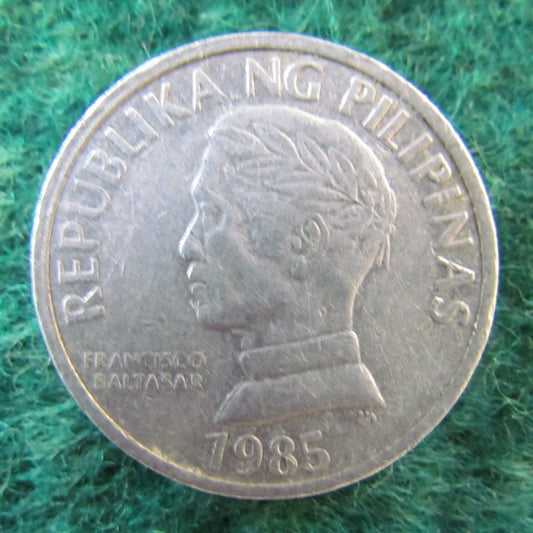 REPUBLIKA NG PILIPINAS
FRANCISCO
BALTASAR
1985